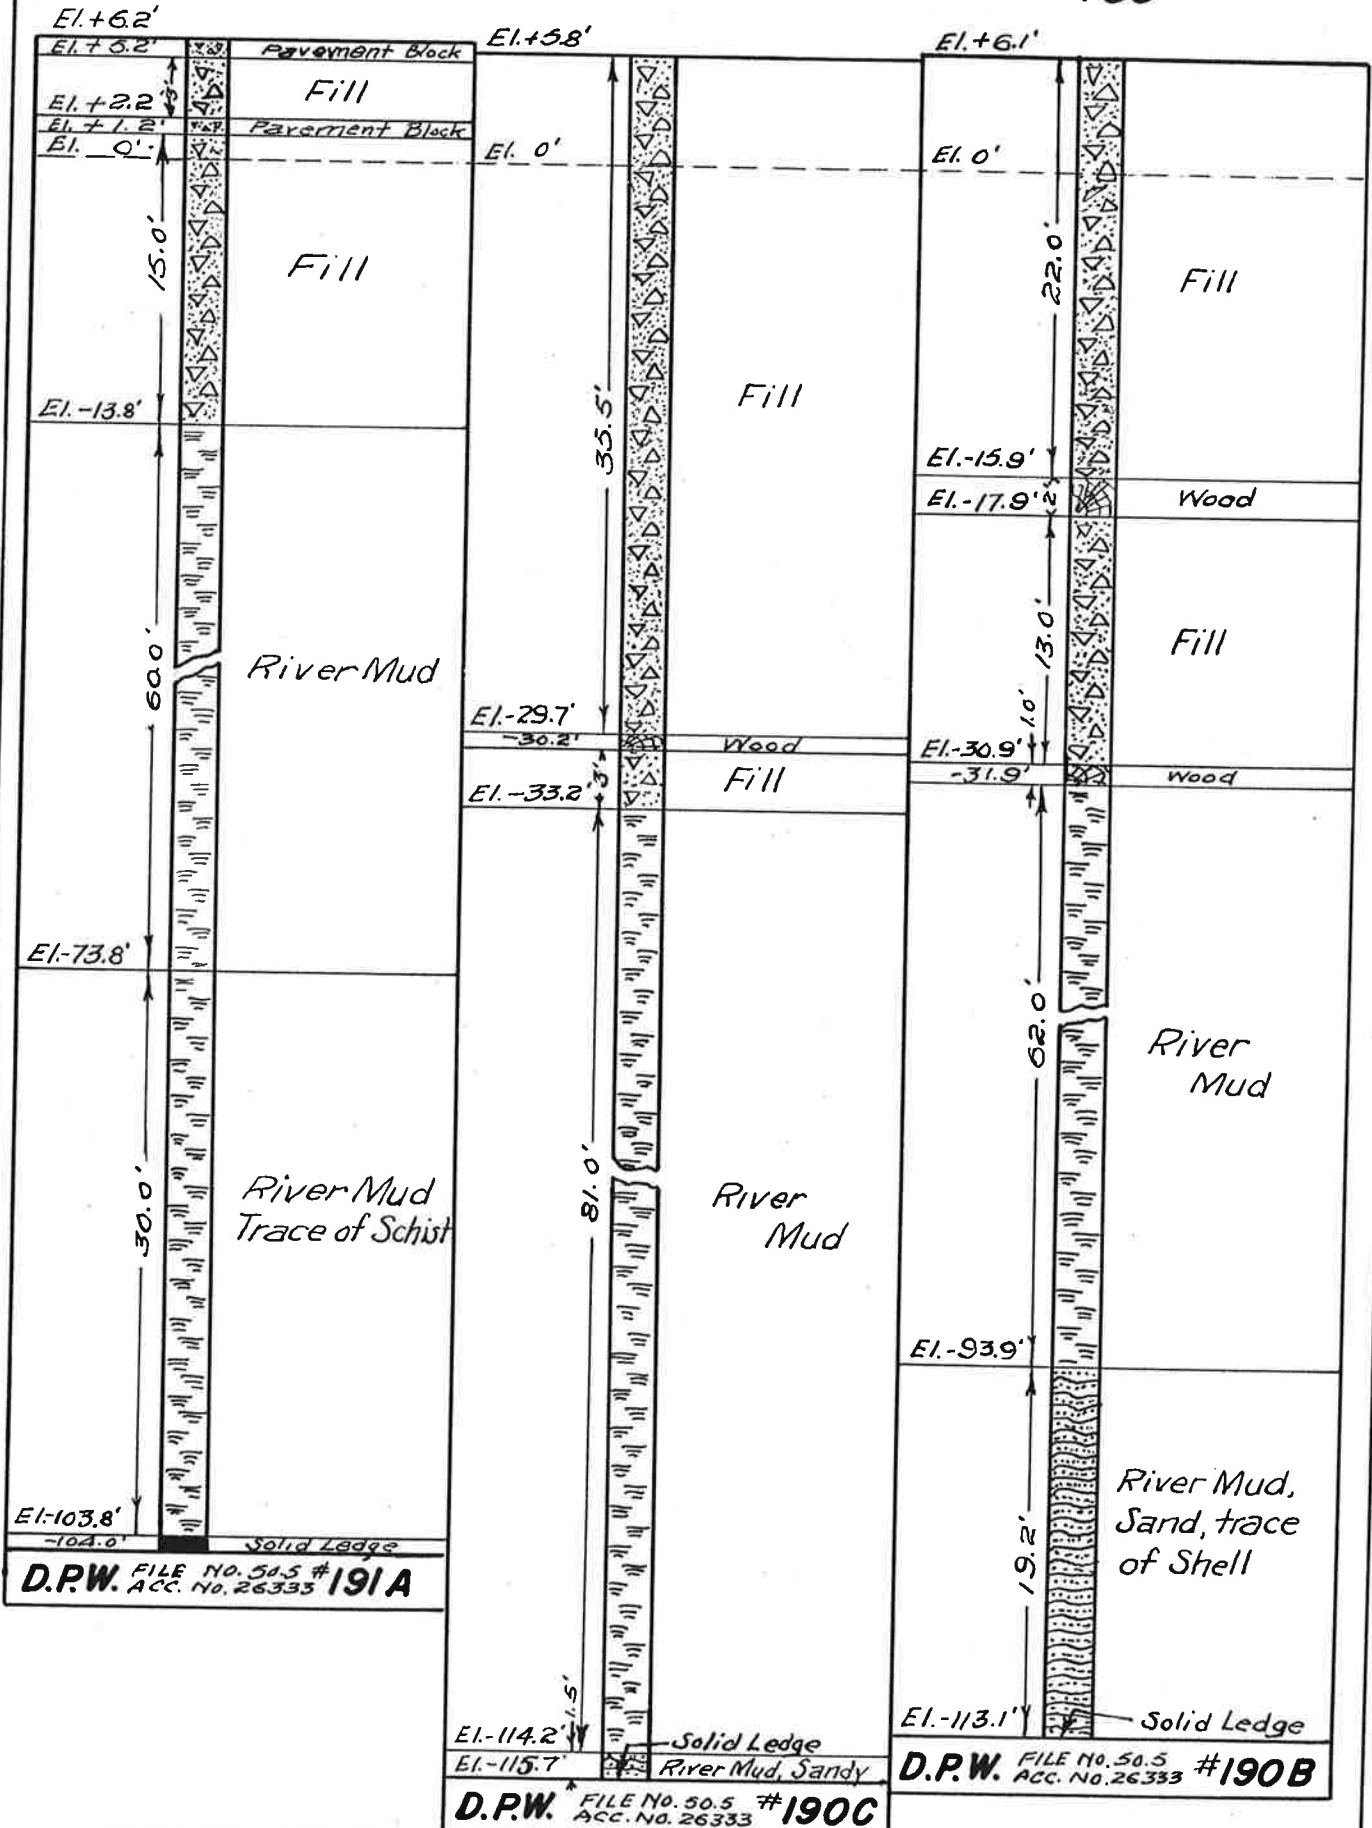 El.+6.2'
El.+5.2'
Pavement Block
3'
Fill
El.+2.2'
El.+1.2'
Pavement Block
El. 0'
15.0'
Fill
El.-13.8'
60.0'
River Mud
El.-73.8'
30.0'
River Mud
Trace of Schist
El.-103.8'
-104.0'
Solid Ledge
D.P.W. FILE NO. 50.5 #191A
ACC. NO. 26333
El.+5.8'
El. 0'
35.5'
Fill
El.-29.7'
-30.2'
Wood
3'
Fill
El.-33.2'
81.0'
River
Mud
1.5'
El.-114.2'
Solid Ledge
El.-115.7'
River Mud, Sandy
D.P.W. FILE NO. 50.5 #190C
ACC. NO. 26333
El.+6.1'
El. 0'
22.0'
Fill
El.-15.9'
El.-17.9'
2'
Wood
13.0'
Fill
1.0'
El.-30.9'
-31.9'
Wood
62.0'
River
Mud
El.-93.9'
19.2'
River Mud,
Sand, trace
of Shell
El.-113.1'
Solid Ledge
D.P.W. FILE NO. 50.5 #190B
ACC. NO. 26333